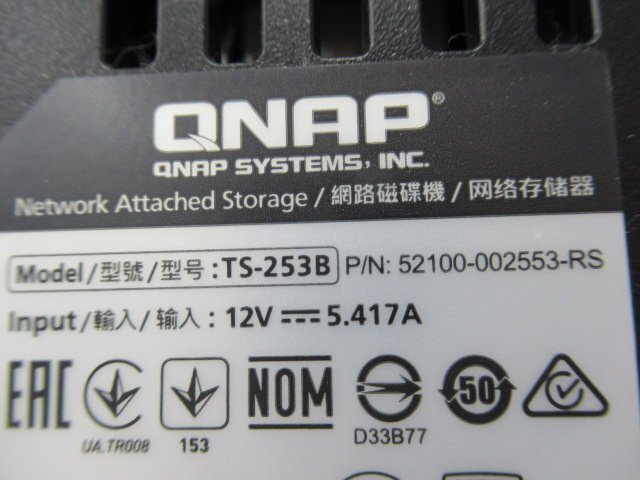 QNAP®
QNAP SYSTEMS, INC.
Network Attached Storage / 網路磁碟機 / 网络存储器
Model/型號/型号: TS-253B P/N: 52100-002553-RS
Input/輸入/输入: 12V ⎓ 5.417A
EAC NOM 50
UA.TR008 153 D33B77